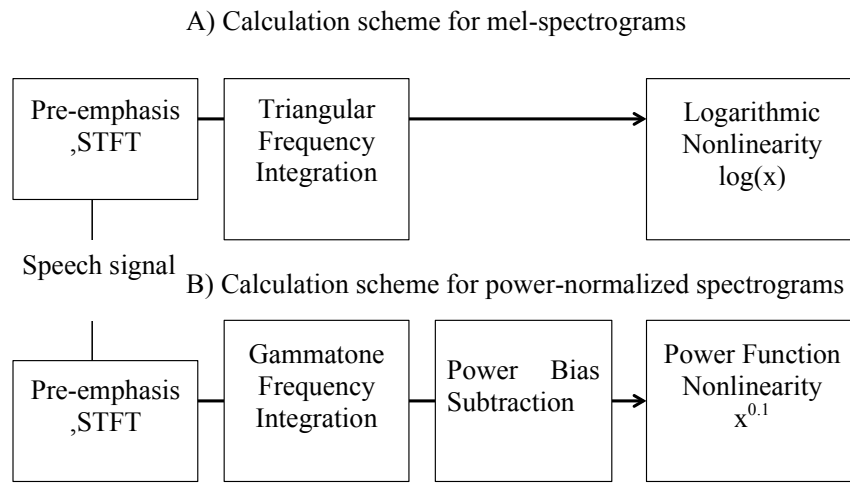 A) Calculation scheme for mel-spectrograms
Pre-emphasis
,STFT
Triangular
Frequency
Integration
Logarithmic
Nonlinearity
log(x)
Speech signal
B) Calculation scheme for power-normalized spectrograms
Pre-emphasis
,STFT
Gammatone
Frequency
Integration
Power Bias
Subtraction
Power Function
Nonlinearity
x^0.1